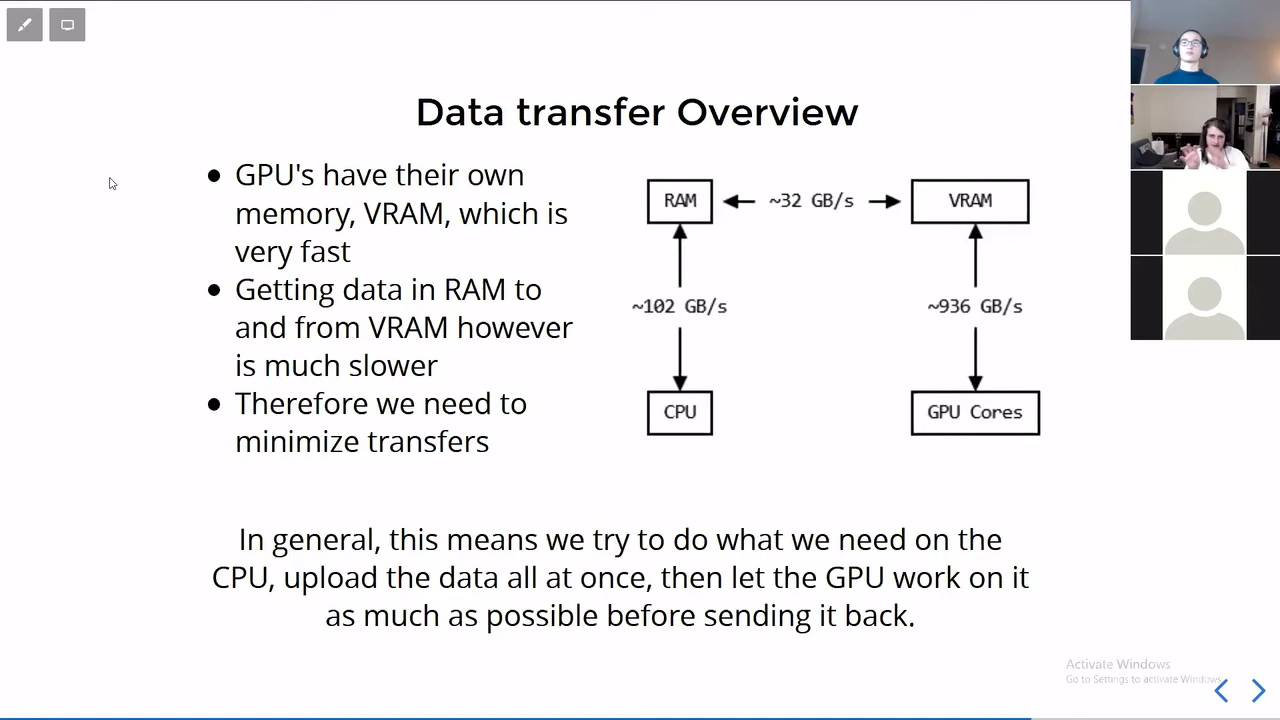 Data transfer Overview
GPU's have their own
memory, VRAM, which is
very fast
Getting data in RAM to
and from VRAM however
is much slower
Therefore we need to
minimize transfers
RAM
~32 GB/s
VRAM
~102 GB/s
~936 GB/s
CPU
GPU Cores
In general, this means we try to do what we need on the
CPU, upload the data all at once, then let the GPU work on it
as much as possible before sending it back.
Activate Windows
Go to Settings to activate Windows.